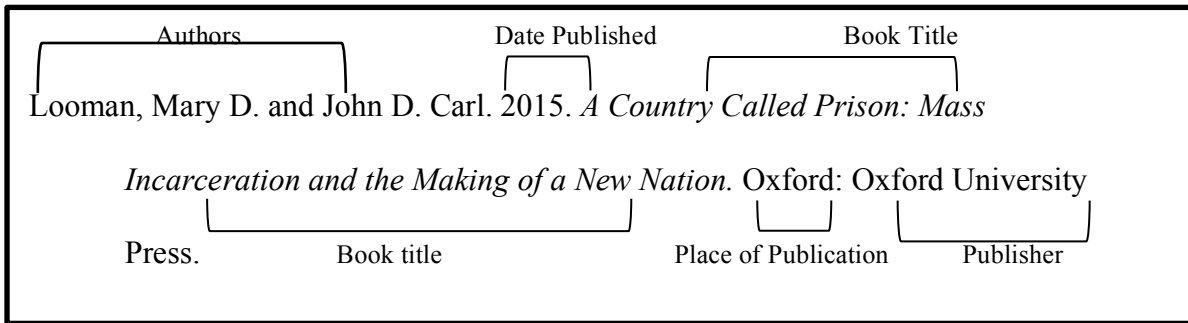 Authors Date Published Book Title
Looman, Mary D. and John D. Carl. 2015. A Country Called Prison: Mass
Incarceration and the Making of a New Nation. Oxford: Oxford University
Press. Book title Place of Publication Publisher